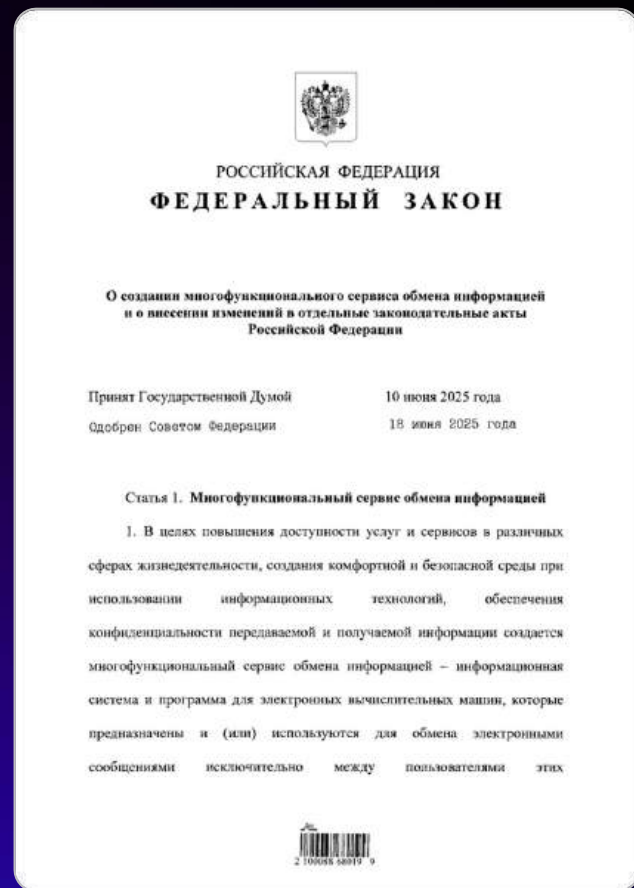 РОССИЙСКАЯ ФЕДЕРАЦИЯ
ФЕДЕРАЛЬНЫЙ ЗАКОН
О создании многофункционального сервиса обмена информацией
и о внесении изменений в отдельные законодательные акты
Российской Федерации
Принят Государственной Думой 10 июня 2025 года
Одобрен Советом Федерации 18 июня 2025 года
Статья 1. Многофункциональный сервис обмена информацией
1. В целях повышения доступности услуг и сервисов в различных
сферах жизнедеятельности, создания комфортной и безопасной среды при
использовании информационных технологий, обеспечения
конфиденциальности передаваемой и получаемой информации создается
многофункциональный сервис обмена информацией – информационная
система и программа для электронных вычислительных машин, которые
предназначены и (или) используются для обмена электронными
сообщениями исключительно между пользователями этих
2 100088 68019 9